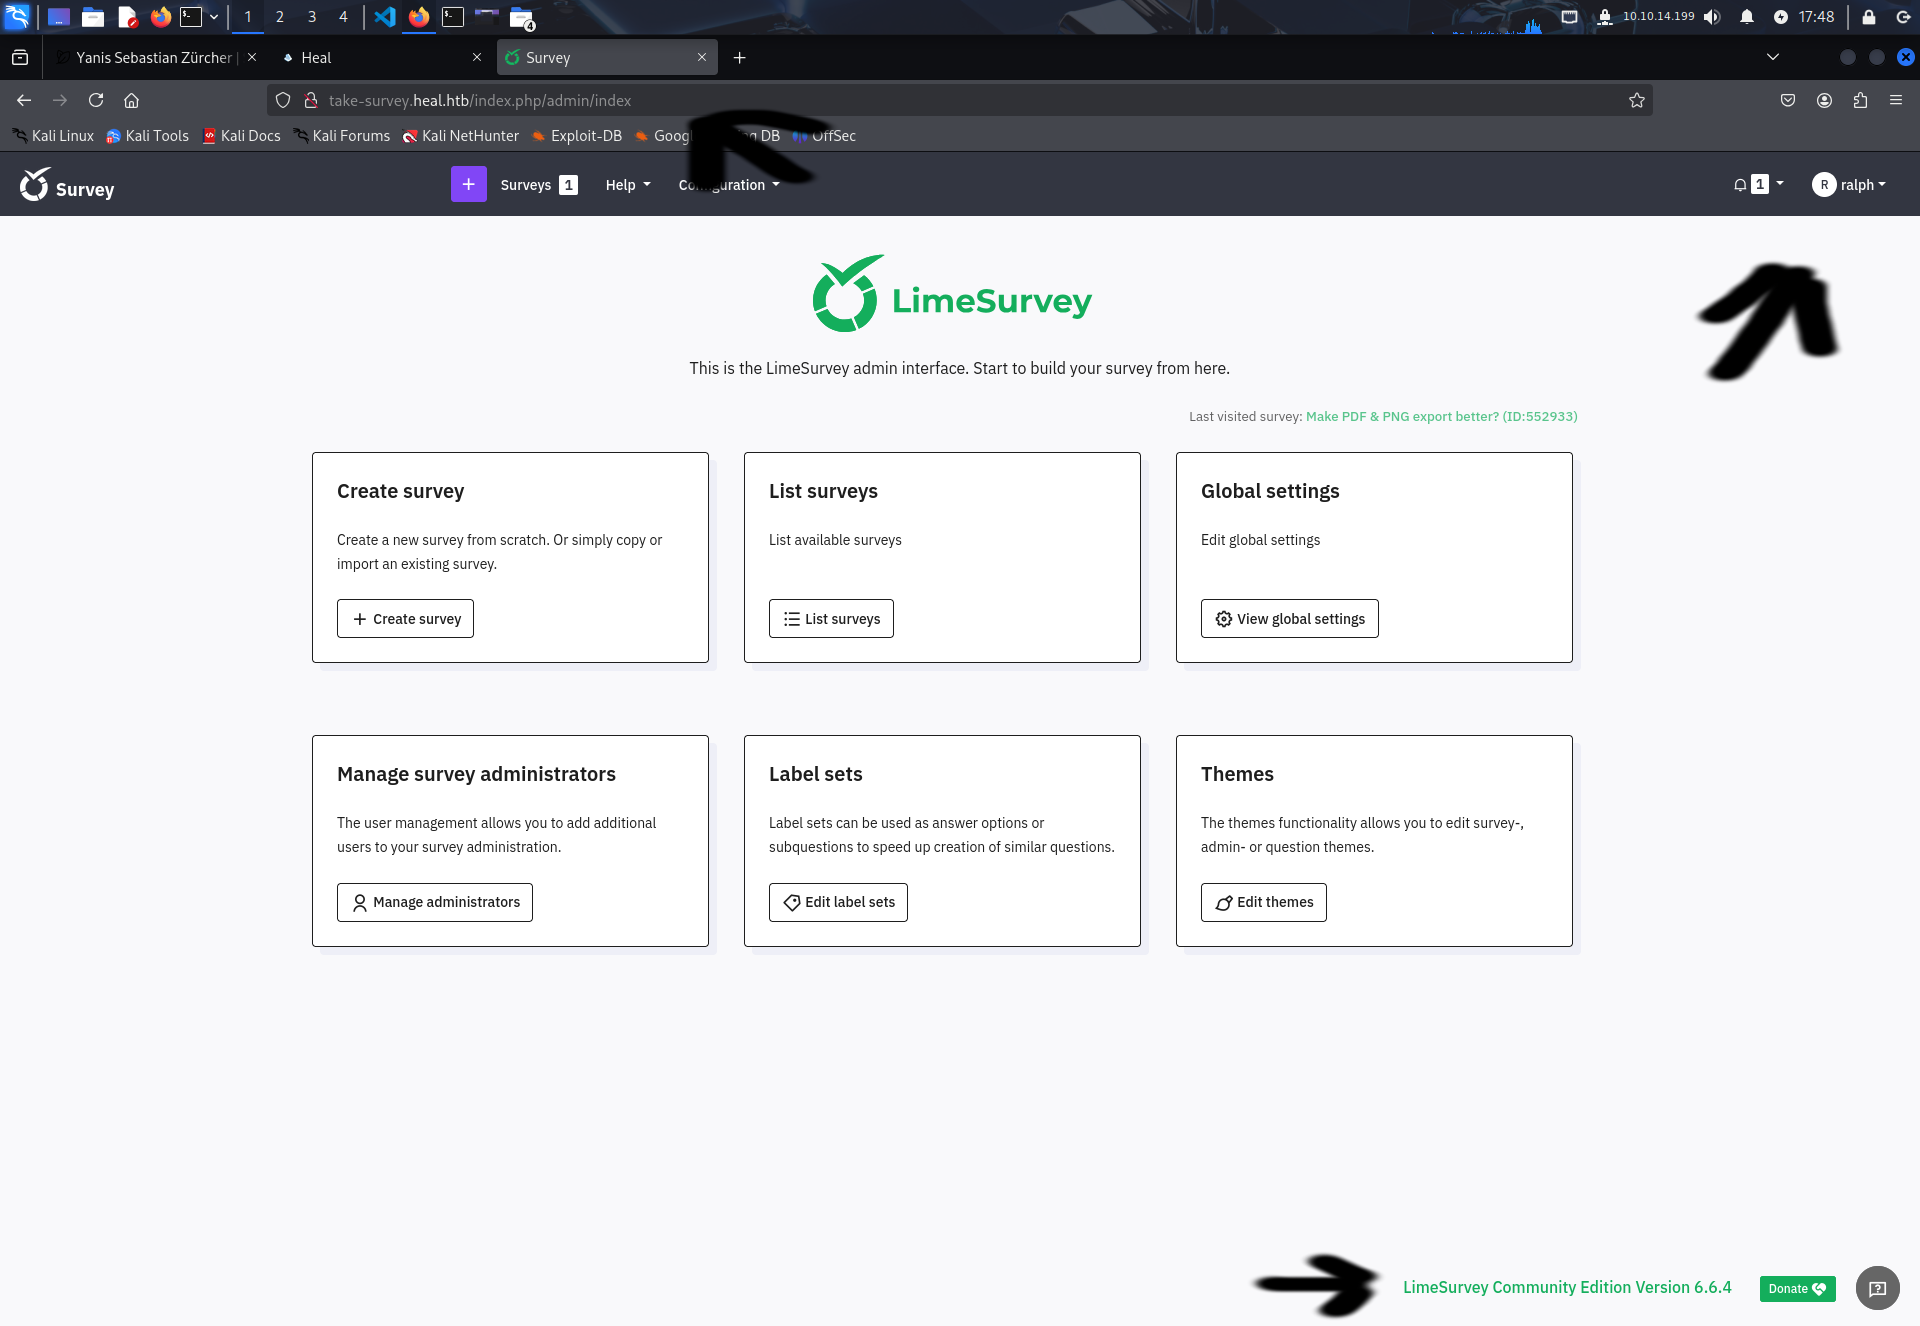 1 2 3 4 4 10.10.14.199 17:48
Yanis Sebastian Zürcher Heal Survey
take-survey.heal.htb/index.php/admin/index
Kali Linux Kali Tools Kali Docs Kali Forums Kali NetHunter Exploit-DB DB OffSec
Survey Surveys 1 Help 1 R ralph
LimeSurvey
This is the LimeSurvey admin interface. Start to build your survey from here.
Last visited survey: Make PDF & PNG export better? (ID:552933)
Create survey
Create a new survey from scratch. Or simply copy or
import an existing survey.
Create survey
List surveys
List available surveys
List surveys
Global settings
Edit global settings
View global settings
Manage survey administrators
The user management allows you to add additional
users to your survey administration.
Manage administrators
Label sets
Label sets can be used as answer options or
subquestions to speed up creation of similar questions.
Edit label sets
Themes
The themes functionality allows you to edit survey-,
admin- or question themes.
Edit themes
LimeSurvey Community Edition Version 6.6.4 Donate